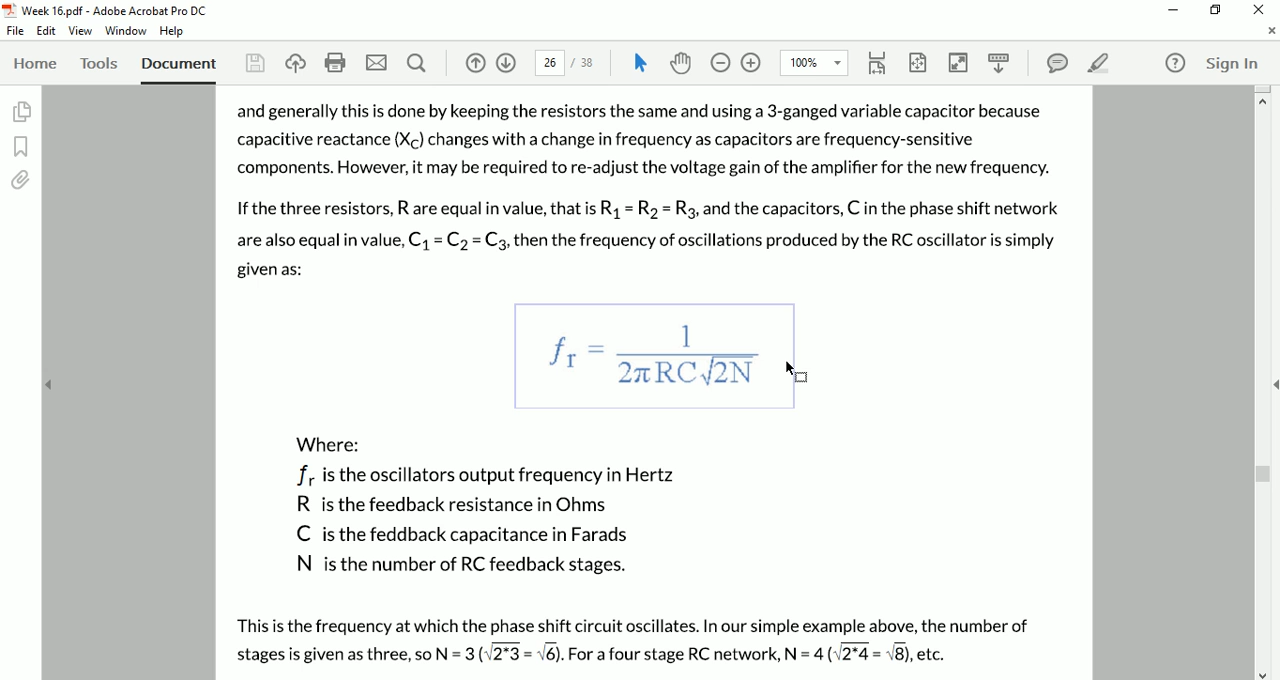 Week 16.pdf - Adobe Acrobat Pro DC
File Edit View Window Help
Home Tools Document 26 / 38 100% Sign In
and generally this is done by keeping the resistors the same and using a 3-ganged variable capacitor because
capacitive reactance (X_C) changes with a change in frequency as capacitors are frequency-sensitive
components. However, it may be required to re-adjust the voltage gain of the amplifier for the new frequency.
If the three resistors, R are equal in value, that is R₁ = R₂ = R₃, and the capacitors, C in the phase shift network
are also equal in value, C₁ = C₂ = C₃, then the frequency of oscillations produced by the RC oscillator is simply
given as:
f_r = 1 / 2πRC√2N
Where:
f_r is the oscillators output frequency in Hertz
R is the feedback resistance in Ohms
C is the feddback capacitance in Farads
N is the number of RC feedback stages.
This is the frequency at which the phase shift circuit oscillates. In our simple example above, the number of
stages is given as three, so N = 3 (√2*3 = √6). For a four stage RC network, N = 4 (√2*4 = √8), etc.